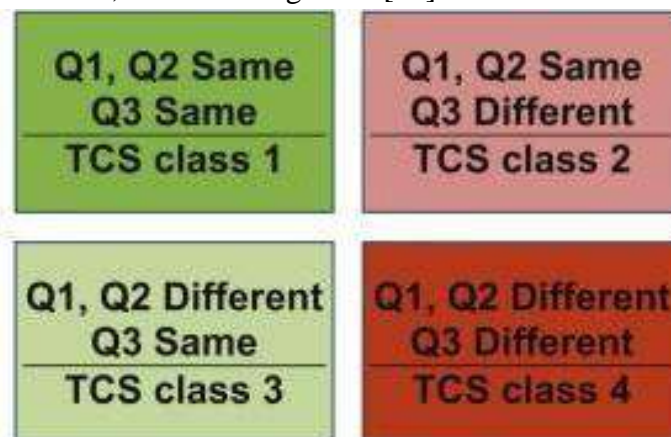 Q1, Q2 Same
Q3 Same
TCS class 1
Q1, Q2 Same
Q3 Different
TCS class 2
Q1, Q2 Different
Q3 Same
TCS class 3
Q1, Q2 Different
Q3 Different
TCS class 4